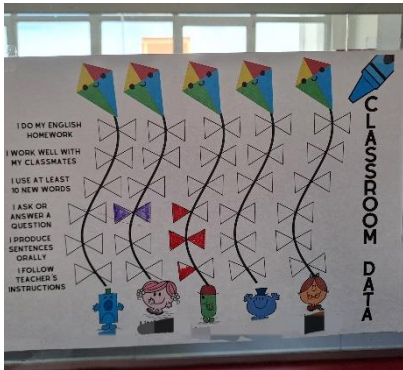 I DO MY ENGLISH
HOMEWORK
I WORK WELL WITH
MY CLASSMATES
I USE AT LEAST
10 NEW WORDS
I ASK OR
ANSWER A
QUESTION
I PRODUCE
SENTENCES
ORALLY
I FOLLOW
TEACHER'S
INSTRUCTIONS
CLASSROOM DATA